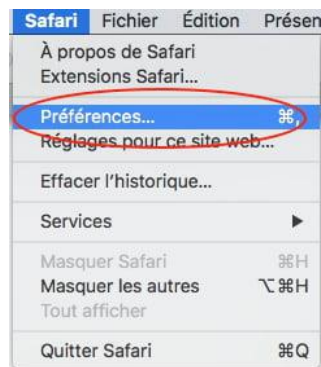 Safari Fichier Édition Présen
À propos de Safari
Extensions Safari...
Préférences... ⌘,
Réglages pour ce site web...
Effacer l'historique...
Services ▶
Masquer Safari ⌘H
Masquer les autres ⌥⌘H
Tout afficher
Quitter Safari ⌘Q